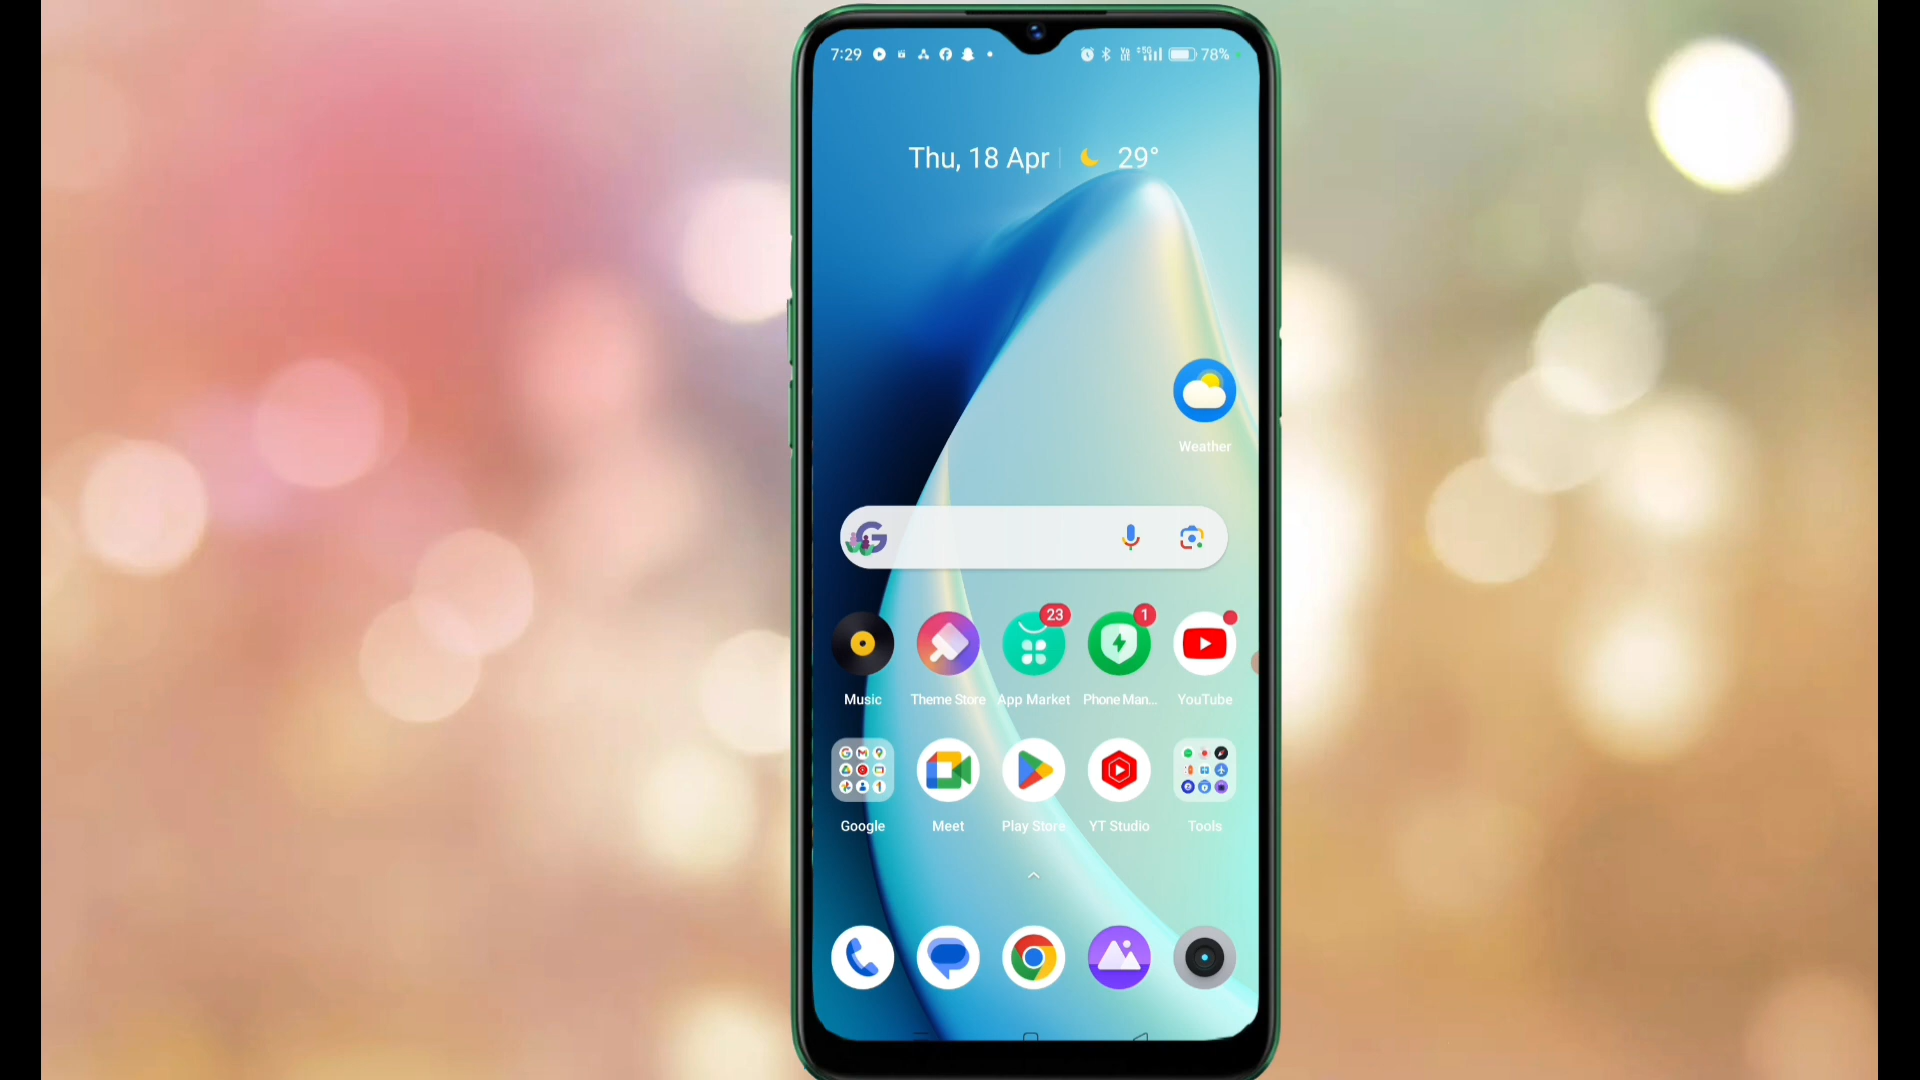 7:29 78%
Thu, 18 Apr 29°
Weather
23 1
Music Theme Store App Market Phone Man... YouTube
Google Meet Play Store YT Studio Tools